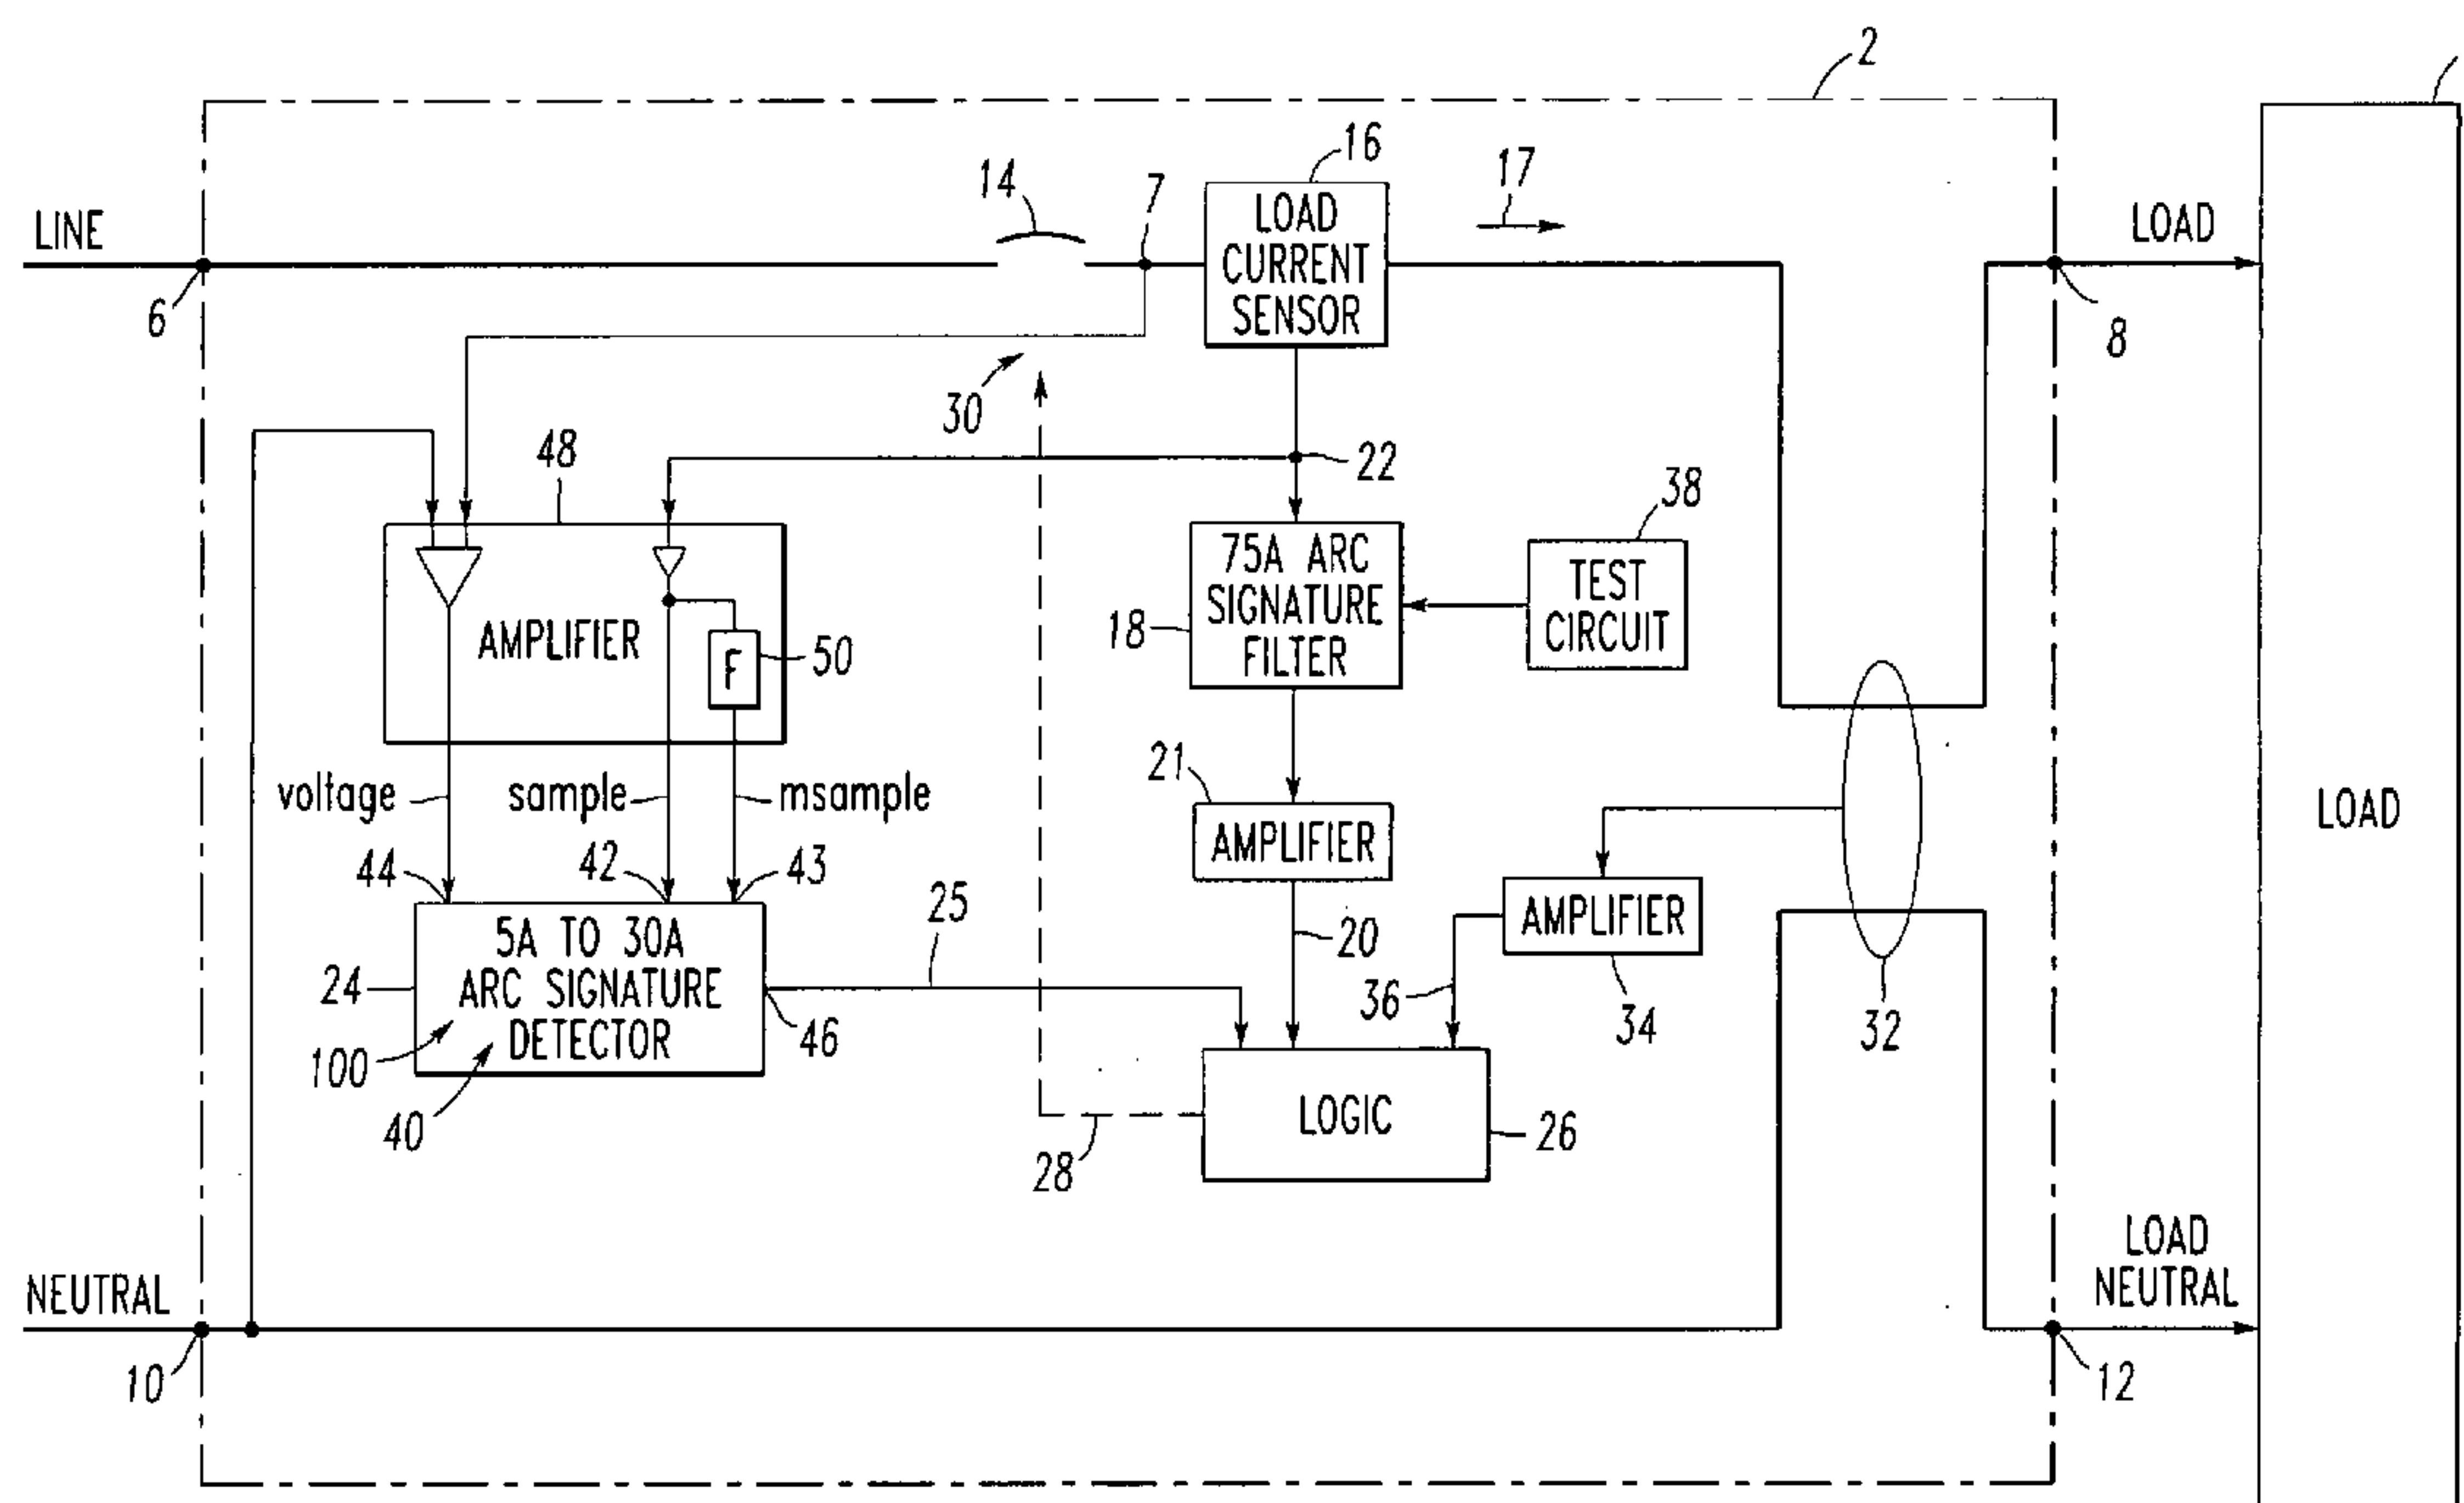 2
16
14
7
17
LINE
LOAD
CURRENT
SENSOR
LOAD
6
8
30
48
22
38
75A ARC
SIGNATURE
FILTER
18
TEST
CIRCUIT
AMPLIFIER
F
50
21
voltage
sample
msample
LOAD
44
42
43
AMPLIFIER
25
20
AMPLIFIER
5A TO 30A
ARC SIGNATURE
DETECTOR
24
36
34
32
46
100
40
LOGIC
26
28
NEUTRAL
LOAD
NEUTRAL
10
12